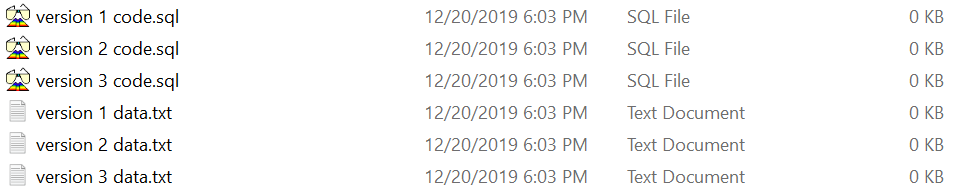 version 1 code.sql 12/20/2019 6:03 PM SQL File 0 KB
version 2 code.sql 12/20/2019 6:03 PM SQL File 0 KB
version 3 code.sql 12/20/2019 6:03 PM SQL File 0 KB
version 1 data.txt 12/20/2019 6:03 PM Text Document 0 KB
version 2 data.txt 12/20/2019 6:03 PM Text Document 0 KB
version 3 data.txt 12/20/2019 6:03 PM Text Document 0 KB